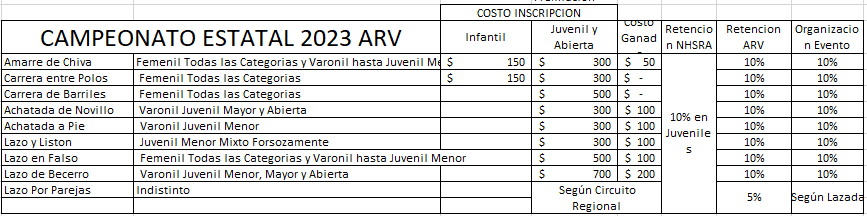 COSTO INSCRIPCION
CAMPEONATO ESTATAL 2023 ARV Infantil Juvenil y Abierta Costo Ganad Retencion NHSRA Retencion ARV Organizacion Evento
Amarre de Chiva Femenil Todas las Categorias y Varonil hasta Juvenil Me $ 150 $ 300 $ 50 10% 10%
Carrera entre Polos Femenil Todas las Categorias $ 150 $ 300 $ - 10% 10%
Carrera de Barriles Femenil Todas las Categorias $ 500 $ - 10% 10%
Achatada de Novillo Varonil Juvenil Mayor y Abierta $ 300 $ 100 10% 10%
Achatada a Pie Varonil Juvenil Menor $ 300 $ 100 10% en Juveniles 10% 10%
Lazo y Liston Juvenil Menor Mixto Forsozamente $ 300 $ 100 10% 10%
Lazo en Falso Femenil Todas las Categorias y Varonil hasta Juvenil Menor $ 500 $ 100 10% 10%
Lazo de Becerro Varonil Juvenil Menor, Mayor y Abierta $ 700 $ 200 10% 10%
Lazo Por Parejas Indistinto Según Circuito Regional 5% Según Lazada